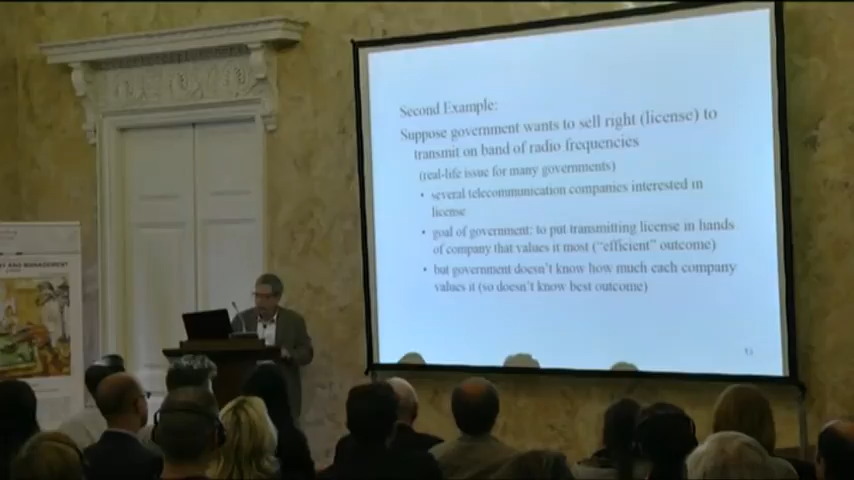 Second Example:
Suppose government wants to sell right (license) to
transmit on band of radio frequencies
(real-life issue for many governments)
• several telecommunication companies interested in
license
• goal of government: to put transmitting license in hands
of company that values it most ("efficient" outcome)
• but government doesn't know how much each company
values it (so doesn't know best outcome)
AND MANAGEMENT